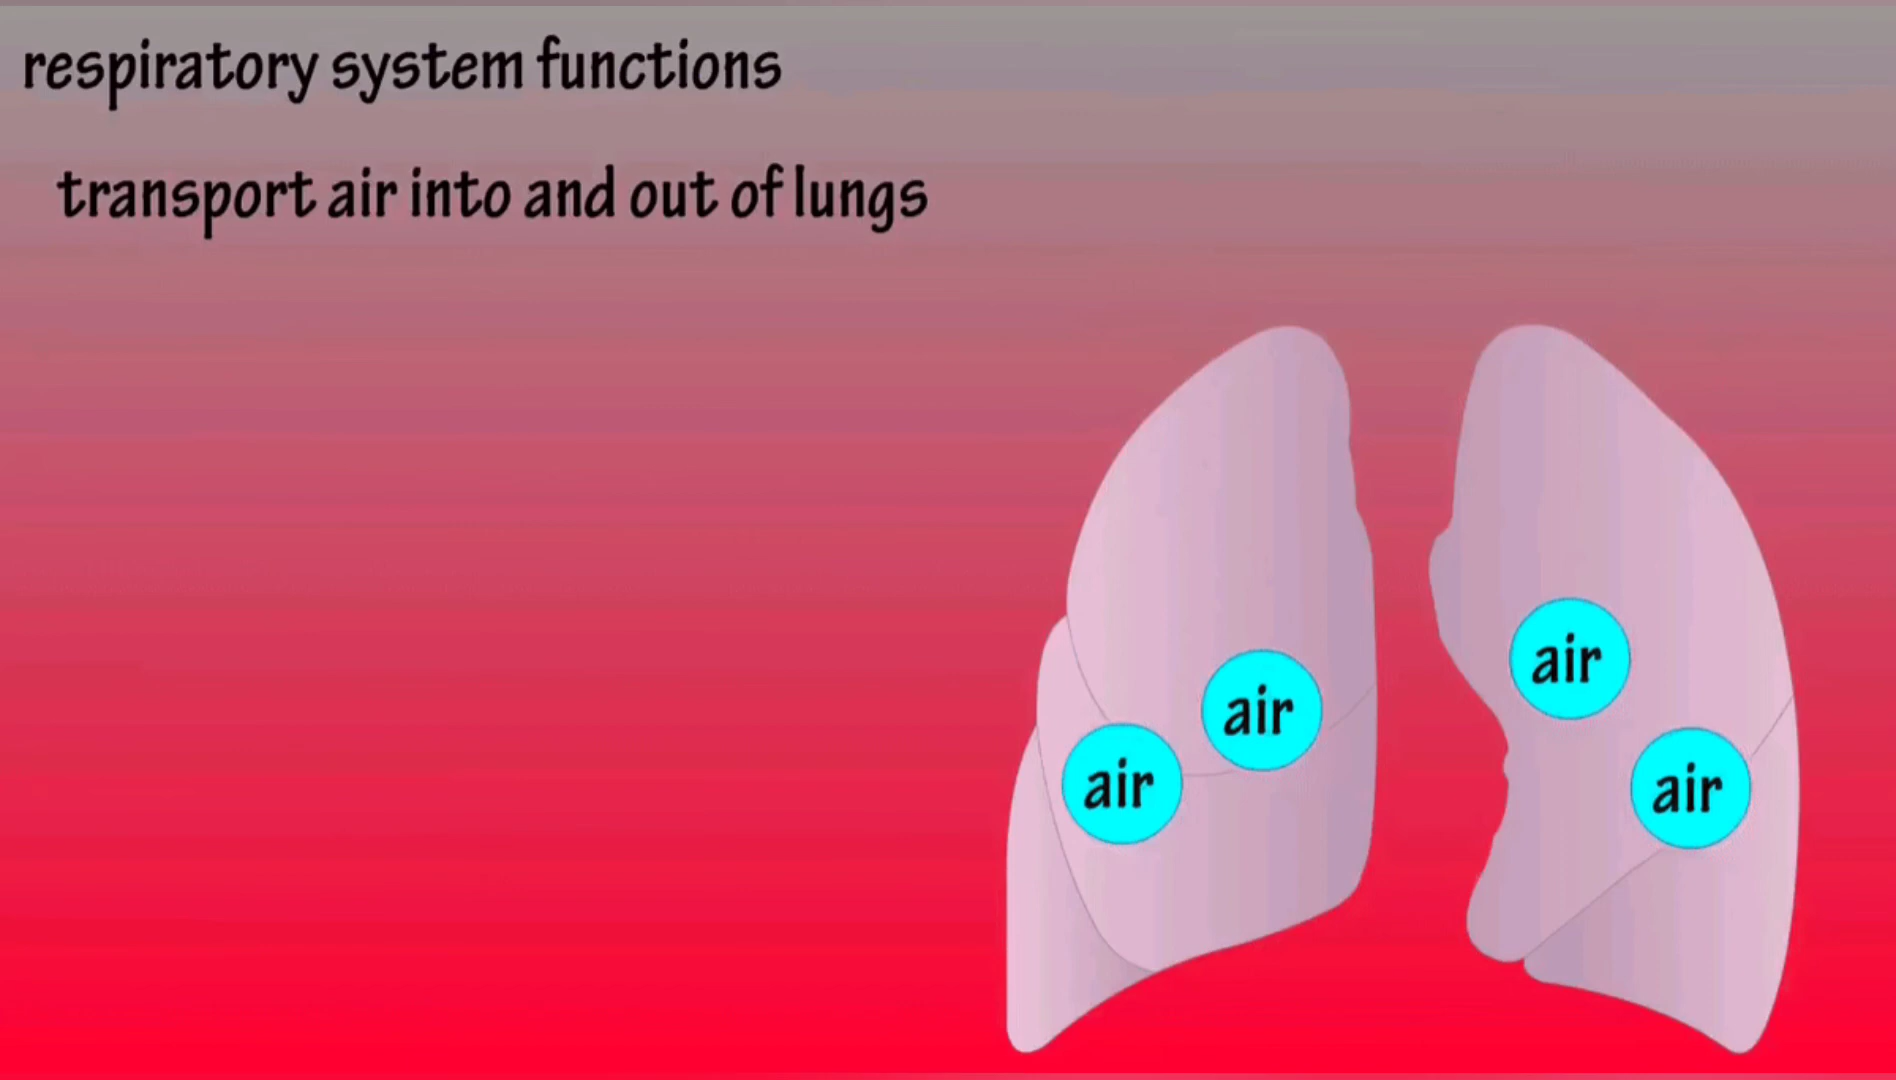 respiratory system functions
transport air into and out of lungs
air
air
air
air